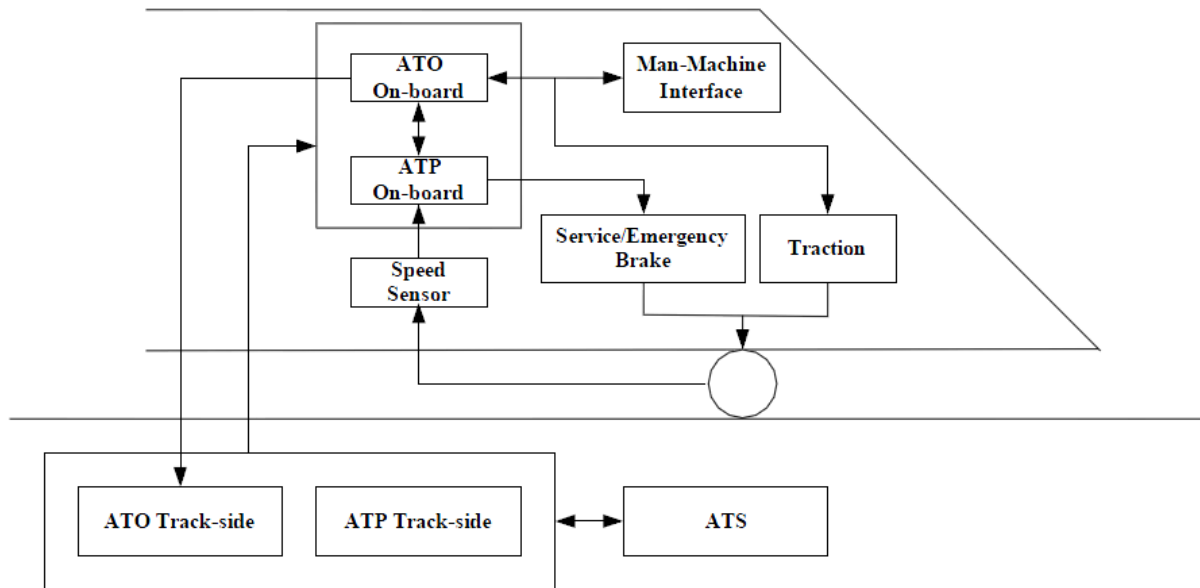 ATO
On-board
Man-Machine
Interface
ATP
On-board
Service/Emergency
Brake
Traction
Speed
Sensor
ATO Track-side
ATP Track-side
ATS